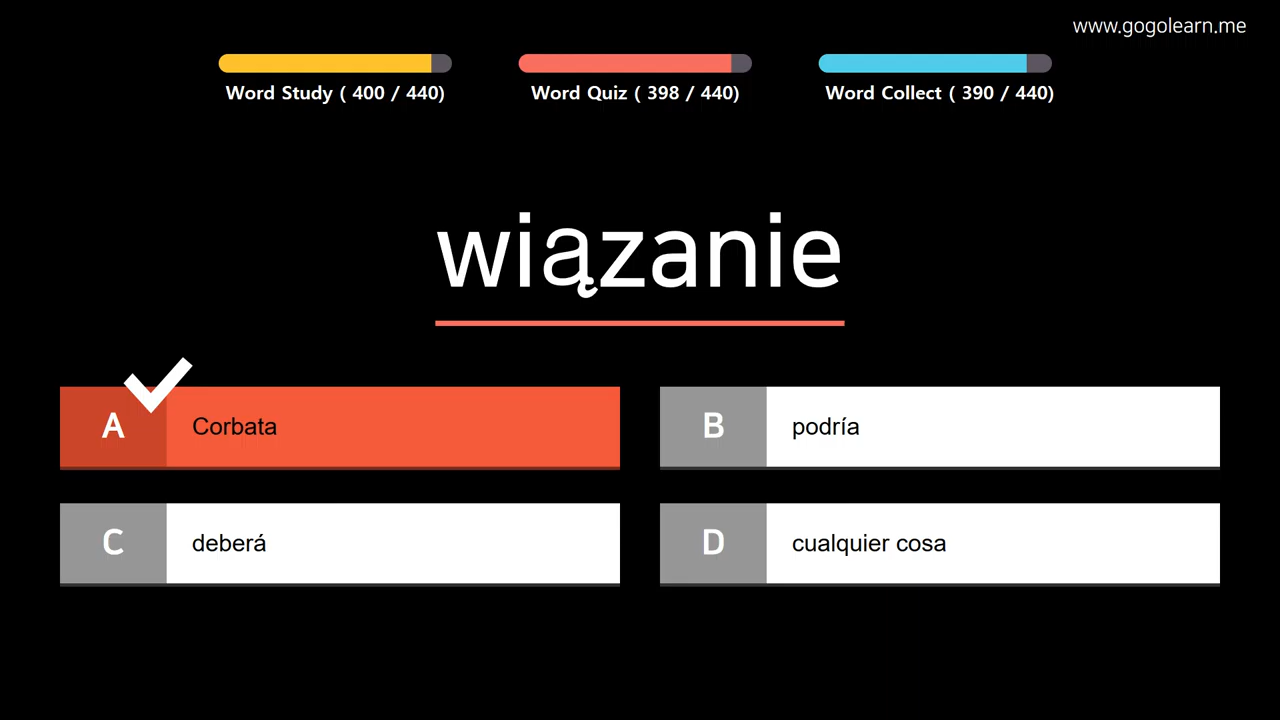 www.gogolearn.me
Word Study ( 400 / 440)
Word Quiz ( 398 / 440)
Word Collect ( 390 / 440)
wiązanie
A
Corbata
B
podría
C
deberá
D
cualquier cosa